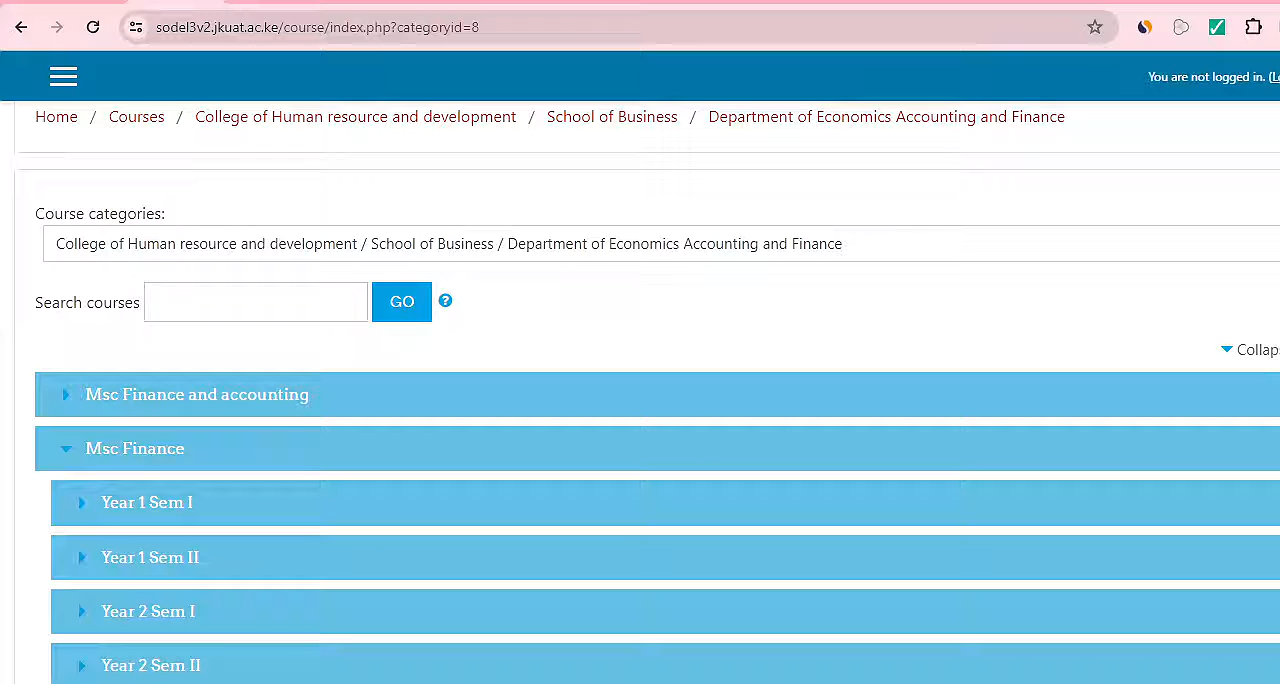 sodel3v2.jkuat.ac.ke/course/index.php?categoryid=8
You are not logged in. (
Home / Courses / College of Human resource and development / School of Business / Department of Economics Accounting and Finance
Course categories:
College of Human resource and development / School of Business / Department of Economics Accounting and Finance
Search courses GO
Collap
Msc Finance and accounting
Msc Finance
Year 1 Sem I
Year 1 Sem II
Year 2 Sem I
Year 2 Sem II